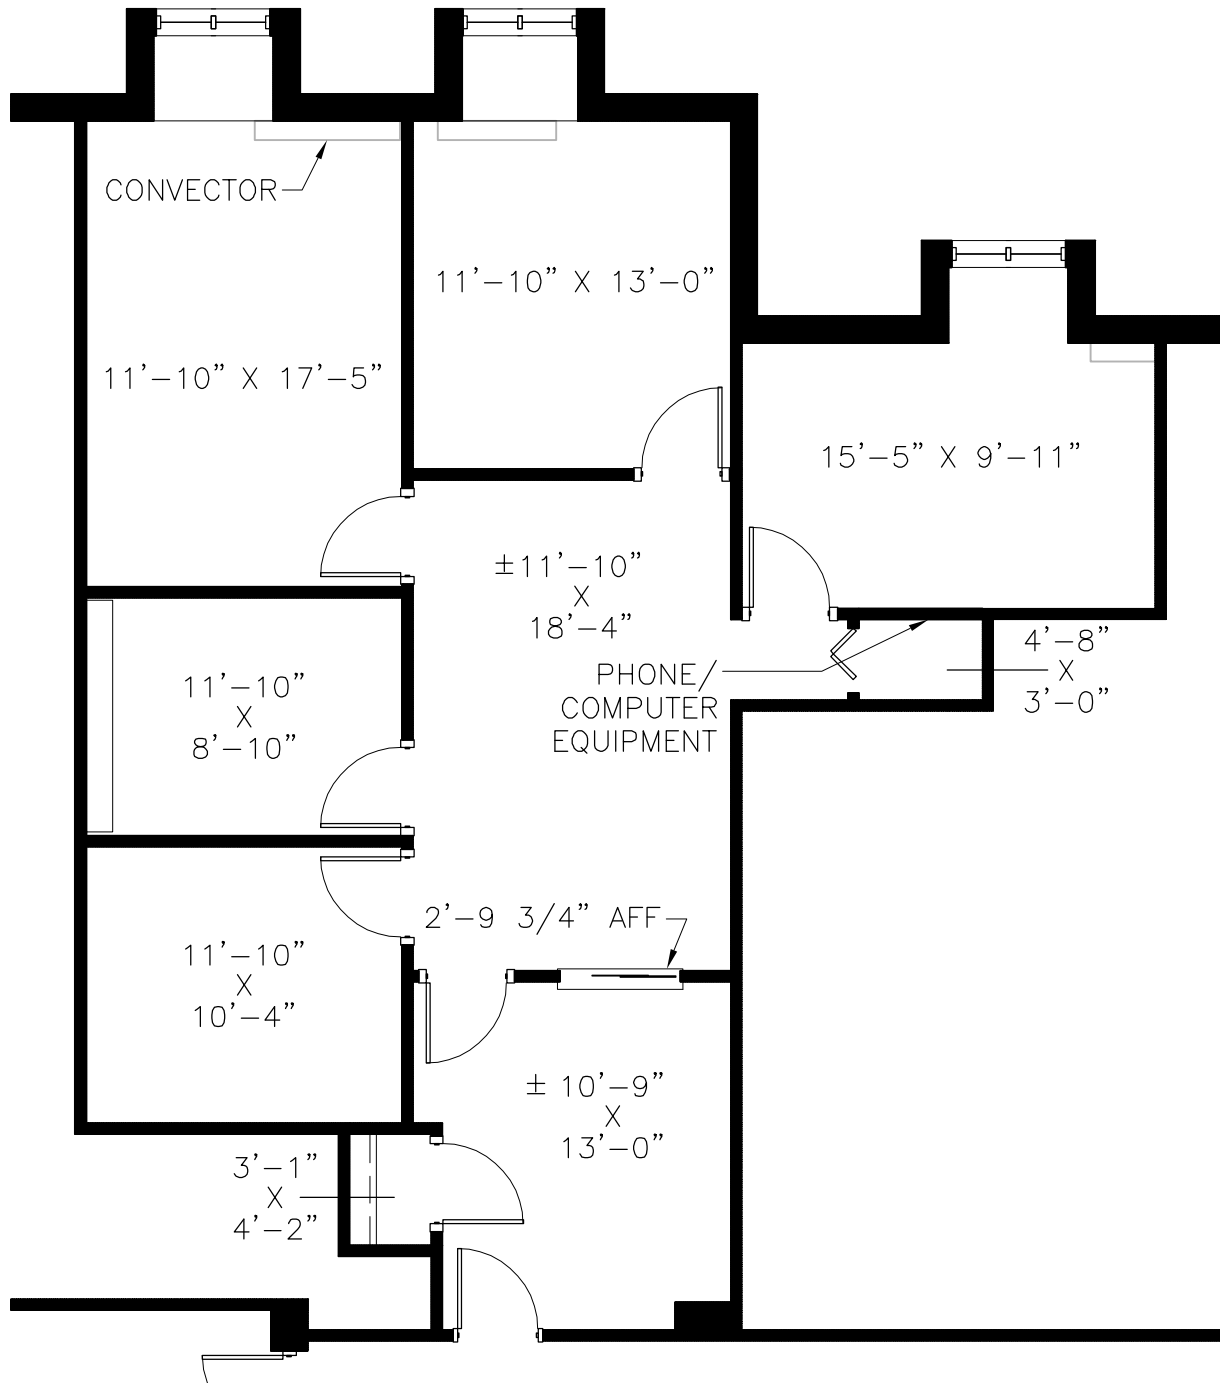 CONVECTOR
11’-10” X 13’-0”
11’-10” X 17’-5”
15’-5” X 9’-11”
±11’-10”
X
18’-4”
4’-8”
X
3’-0”
PHONE/
COMPUTER
EQUIPMENT
11’-10”
X
8’-10”
2’-9 3/4” AFF
11’-10”
X
10’-4”
± 10’-9”
X
13’-0”
3’-1”
X
4’-2”